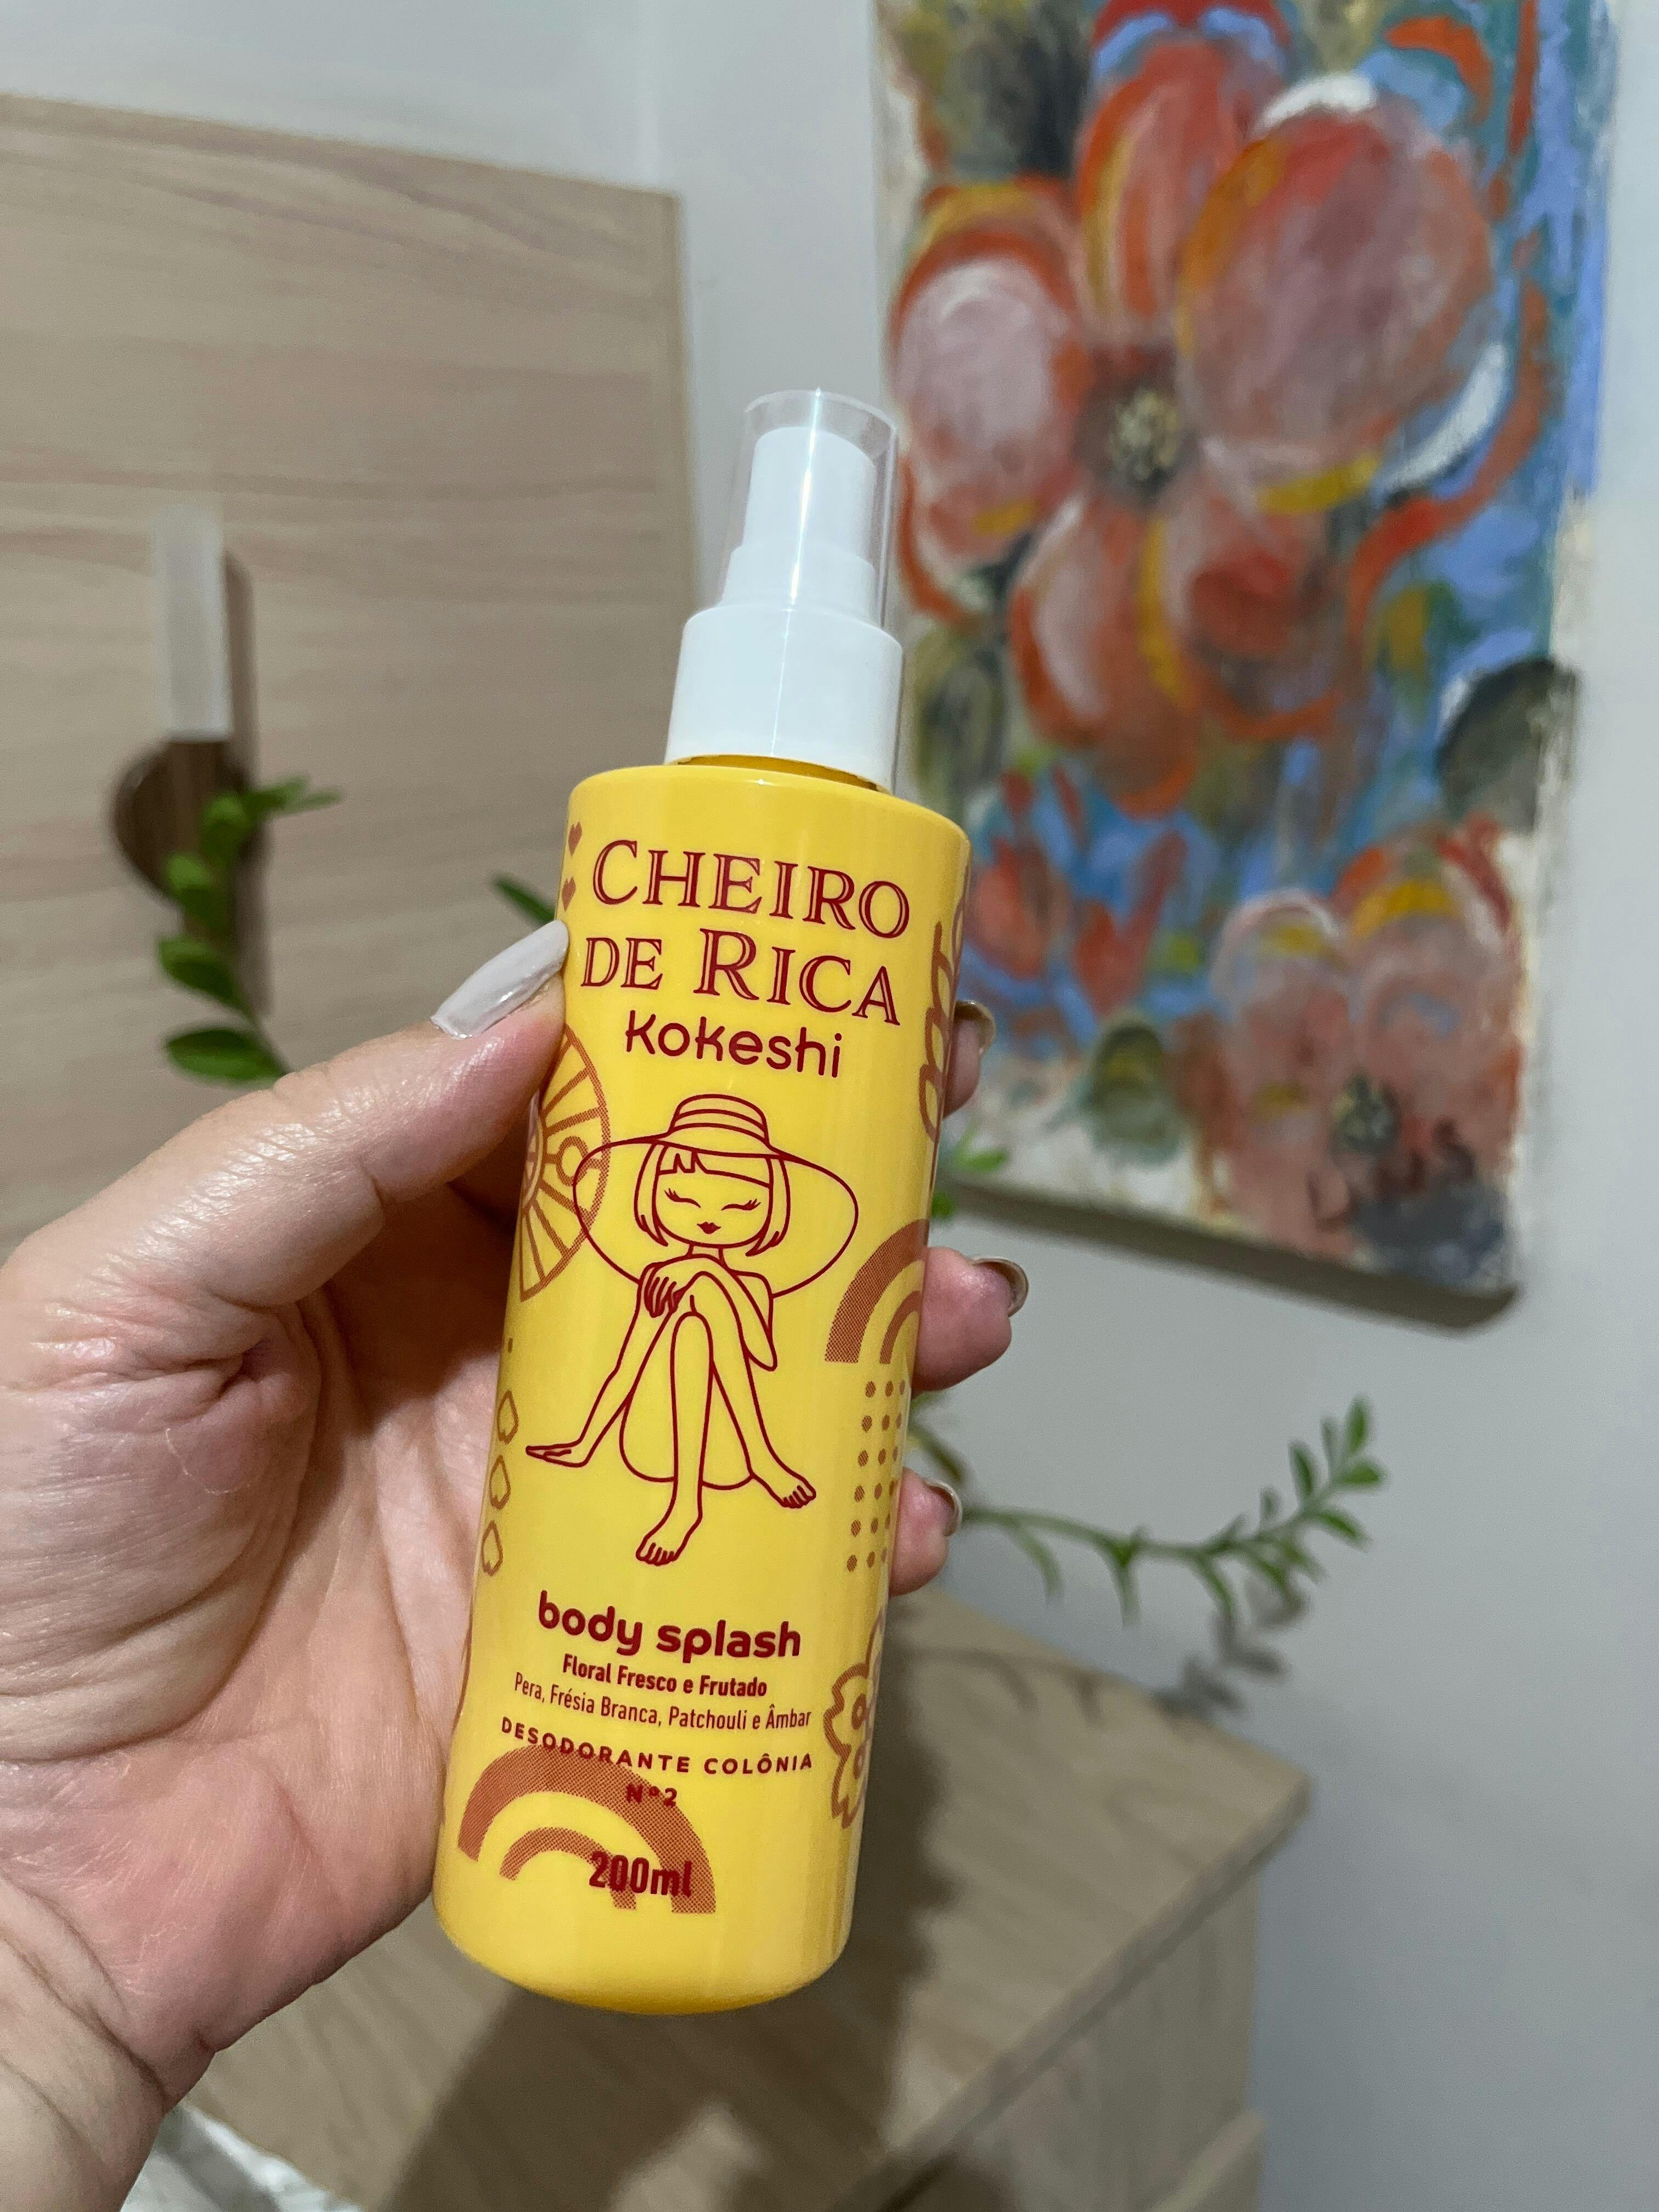 CHEIRO
DE RICA
Kokeshi
body splash
Floral Fresco e Frutado
Pera, Frésia Branca, Patchouli e Âmbar
DESODORANTE COLÔNIA
Nº2
200ml